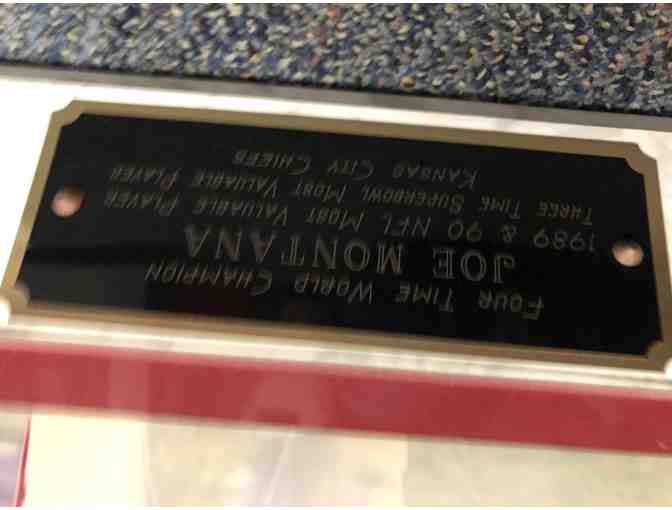 Four Time World Champion
JOE MONTANA
1989 & 90 NFL Most Valuable Player
Three Time Superbowl Most Valuable Player
Kansas City Chiefs